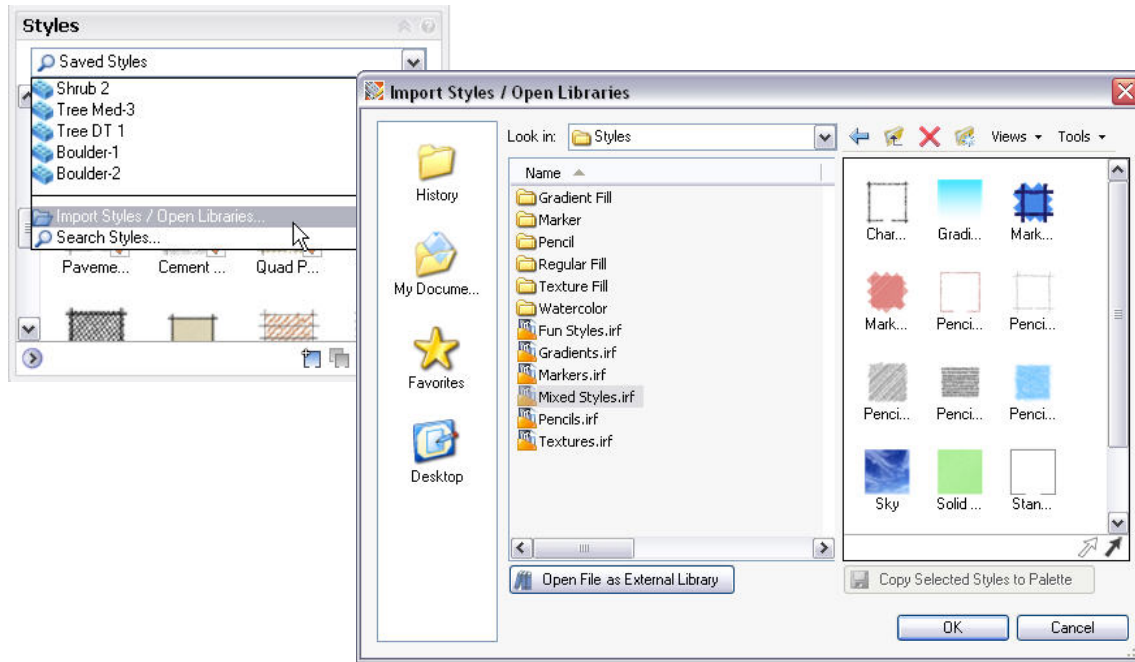 Styles
Saved Styles
Shrub 2
Tree Med-3
Tree DT 1
Boulder-1
Boulder-2
Import Styles / Open Libraries...
Search Styles...
Paveme...
Cement ...
Quad P...
Import Styles / Open Libraries
Look in:
Styles
Views
Tools
History
My Docume...
Favorites
Desktop
Name
Gradient Fill
Marker
Pencil
Regular Fill
Texture Fill
Watercolor
Fun Styles.irf
Gradients.irf
Markers.irf
Mixed Styles.irf
Pencils.irf
Textures.irf
Char...
Gradi...
Mark...
Mark...
Penci...
Penci...
Penci...
Penci...
Penci...
Sky
Solid ...
Stan...
Open File as External Library
Copy Selected Styles to Palette
OK
Cancel